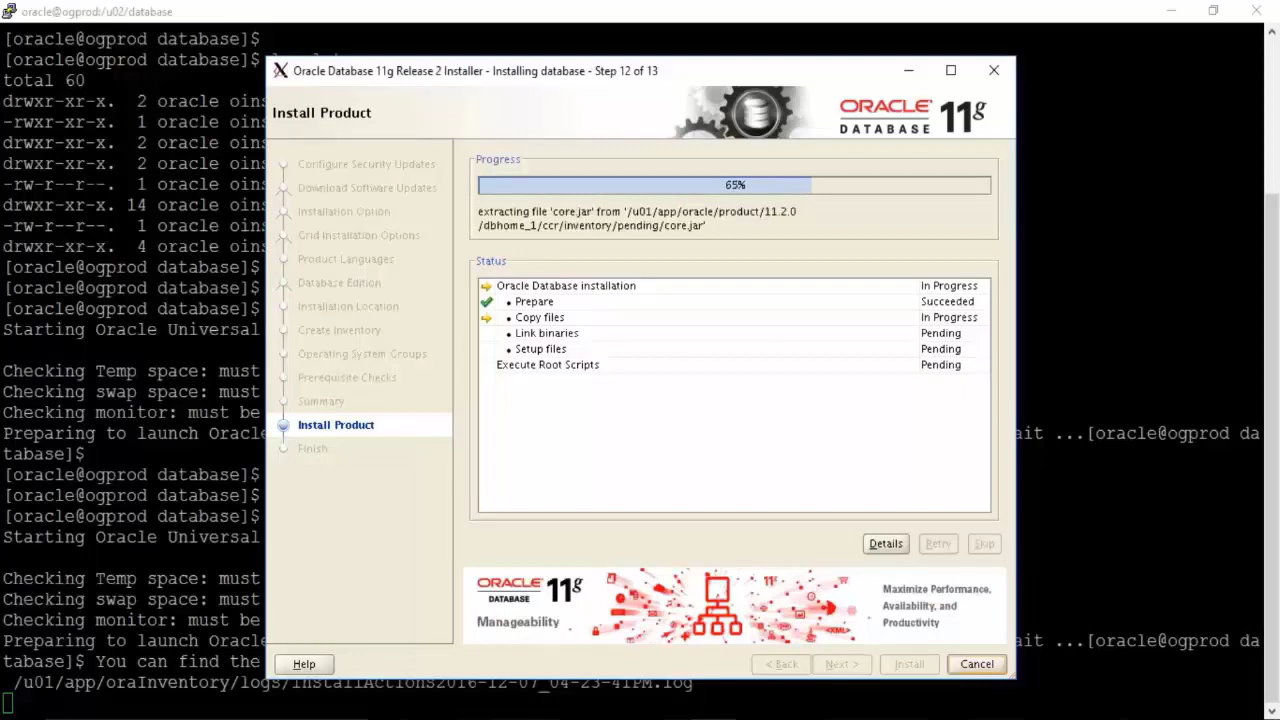 oracle@ogprod:/u02/database
[oracle@ogprod database]$
[oracle@ogprod database]$
total 60
drwxr-xr-x. 2 oracle oins
-rwxr-xr-x. 1 oracle oins
drwxr-xr-x. 2 oracle oins
drwxr-xr-x. 2 oracle oins
-rw-r--r--. 1 oracle oins
drwxr-xr-x. 14 oracle oins
-rw-r--r--. 1 oracle oins
drwxr-xr-x. 4 oracle oins
[oracle@ogprod database]$
[oracle@ogprod database]$
[oracle@ogprod database]$
Starting Oracle Universal
Checking Temp space: must
Checking swap space: must
Checking monitor: must be
Preparing to launch Oracle
ait ...[oracle@ogprod da
tabase]$
[oracle@ogprod database]$
[oracle@ogprod database]$
[oracle@ogprod database]$
Starting Oracle Universal
Checking Temp space: must
Checking swap space: must
Checking monitor: must be
Preparing to launch Oracle
ait ...[oracle@ogprod da
tabase]$ You can find the
/u01/app/oraInventory/logs/installActions2016-12-07_04-23-41PM.log
Oracle Database 11g Release 2 Installer - Installing database - Step 12 of 13
Install Product
ORACLE 11g
DATABASE
Configure Security Updates
Download Software Updates
Installation Option
Grid Installation Options
Product Languages
Database Edition
Installation Location
Create Inventory
Operating System Groups
Prerequisite Checks
Summary
Install Product
Finish
Progress
65%
extracting file 'core.jar' from '/u01/app/oracle/product/11.2.0
/dbhome_1/ccr/inventory/pending/core.jar'
Status
Oracle Database installation In Progress
• Prepare Succeeded
• Copy files In Progress
• Link binaries Pending
• Setup files Pending
Execute Root Scripts Pending
Details Retry Skip
ORACLE 11g
DATABASE
Manageability
11g
<XML>
Maximize Performance,
Availability, and
Productivity
Help < Back Next > Install Cancel